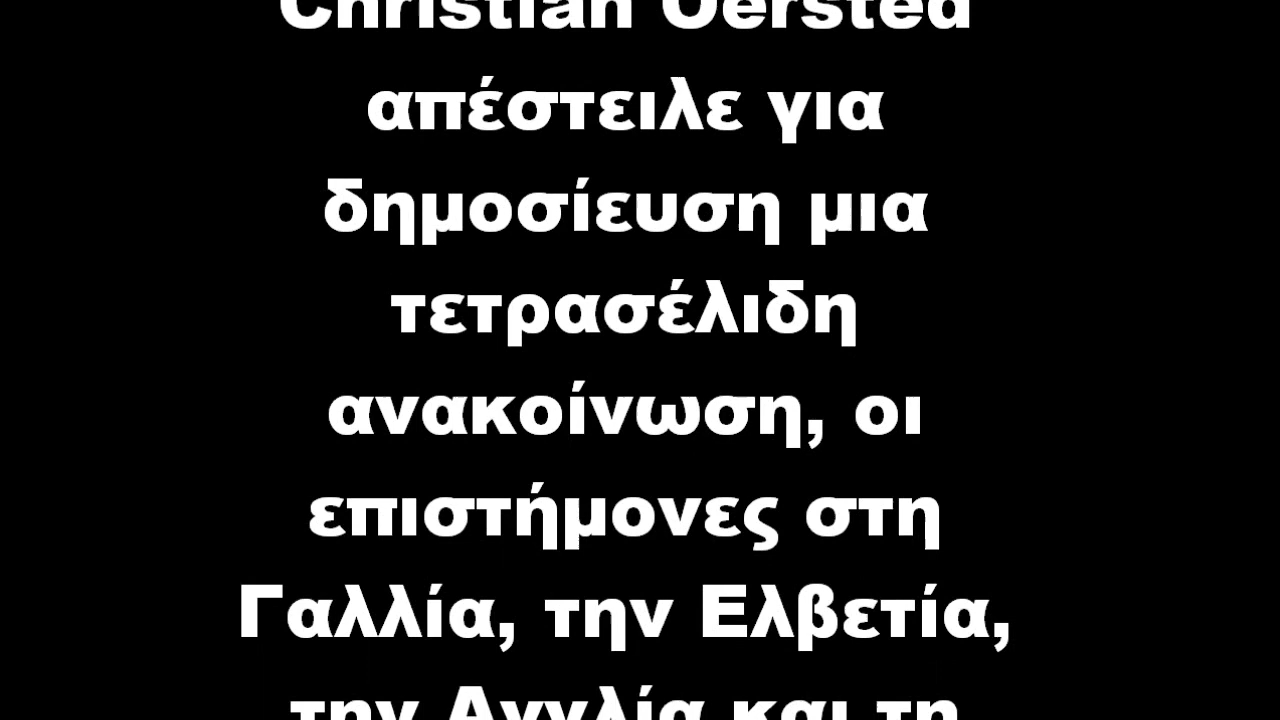 Christian Oersted
απέστειλε για
δημοσίευση μια
τετρασέλιδη
ανακοίνωση, οι
επιστήμονες στη
Γαλλία, την Ελβετία,
την Αγγλία και τη